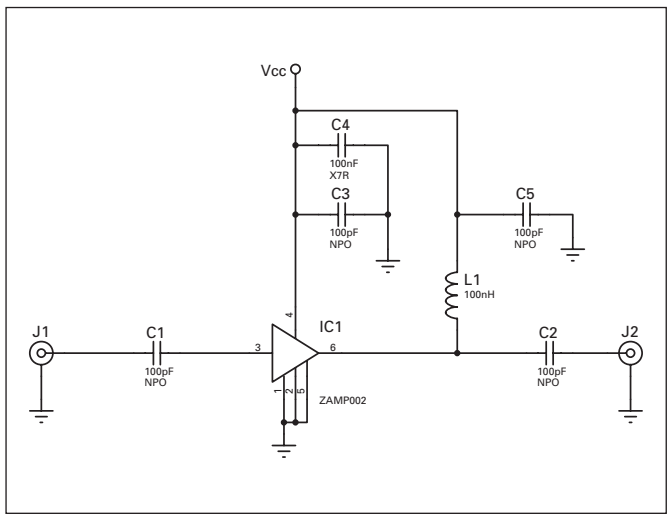 Vcc
C4
100nF
X7R
C3
100pF
NPO
C5
100pF
NPO
L1
100nH
4
IC1
J1
C1
100pF
NPO
3
6
1
2
5
ZAMP002
C2
100pF
NPO
J2